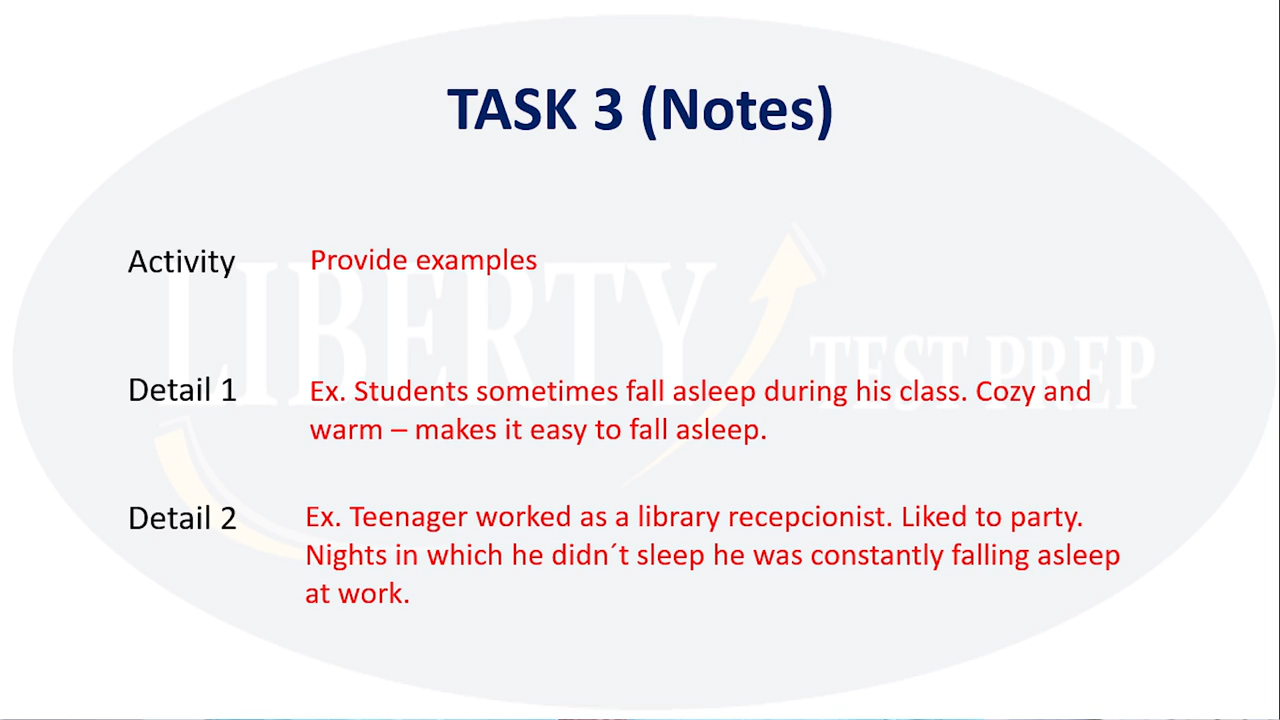 TASK 3 (Notes)
Activity
Provide examples
Detail 1
Ex. Students sometimes fall asleep during his class. Cozy and
warm – makes it easy to fall asleep.
Detail 2
Ex. Teenager worked as a library recepcionist. Liked to party.
Nights in which he didn´t sleep he was constantly falling asleep
at work.
LIBERTY
TEST PREP